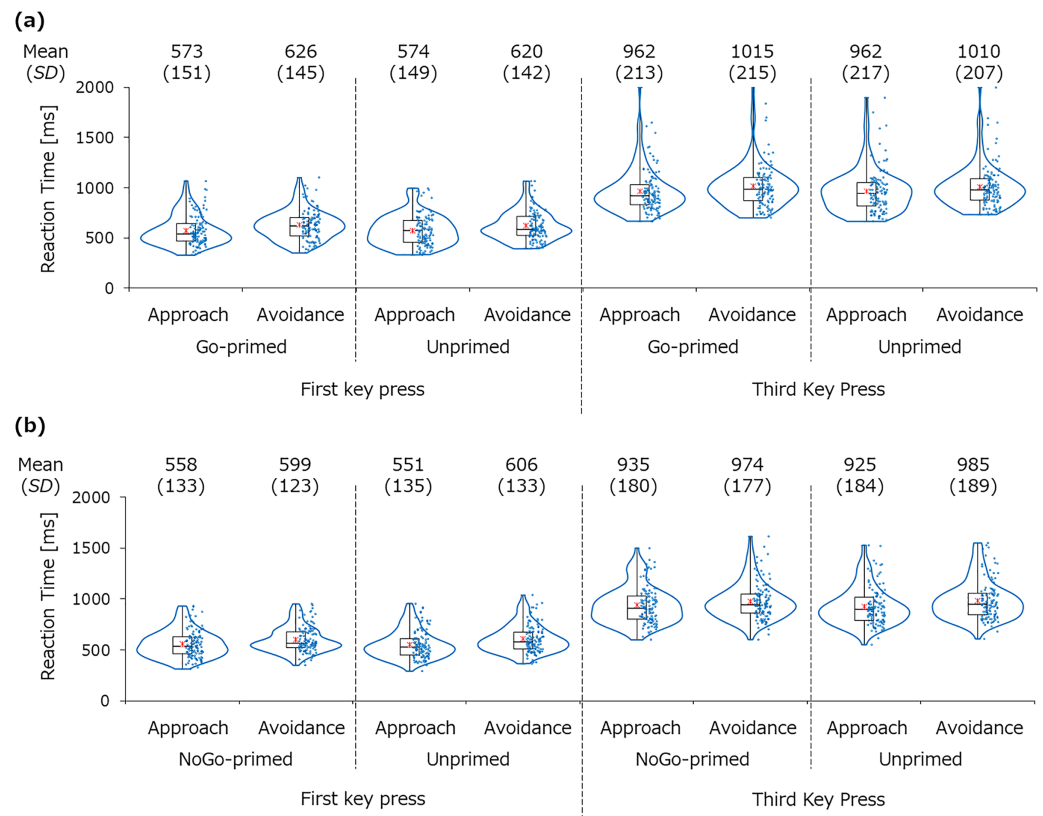 (a)
Mean 573 626 574 620 962 1015 962 1010
(SD) (151) (145) (149) (142) (213) (215) (217) (207)
Reaction Time [ms]
2000
1500
1000
500
0
Approach Avoidance Approach Avoidance Approach Avoidance Approach Avoidance
Go-primed Unprimed Go-primed Unprimed
First key press Third Key Press
(b)
Mean 558 599 551 606 935 974 925 985
(SD) (133) (123) (135) (133) (180) (177) (184) (189)
Reaction Time [ms]
2000
1500
1000
500
0
Approach Avoidance Approach Avoidance Approach Avoidance Approach Avoidance
NoGo-primed Unprimed NoGo-primed Unprimed
First key press Third Key Press